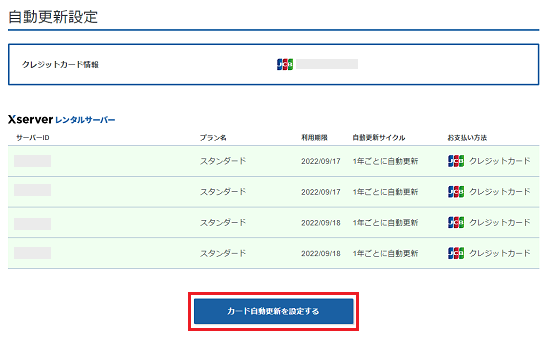 自動更新設定
クレジットカード情報 JCB
Xserver レンタルサーバー
サーバーID プラン名 利用期限 自動更新サイクル お支払い方法
スタンダード 2022/09/17 1年ごとに自動更新 JCB クレジットカード
スタンダード 2022/09/17 1年ごとに自動更新 JCB クレジットカード
スタンダード 2022/09/18 1年ごとに自動更新 JCB クレジットカード
スタンダード 2022/09/18 1年ごとに自動更新 JCB クレジットカード
カード自動更新を設定する